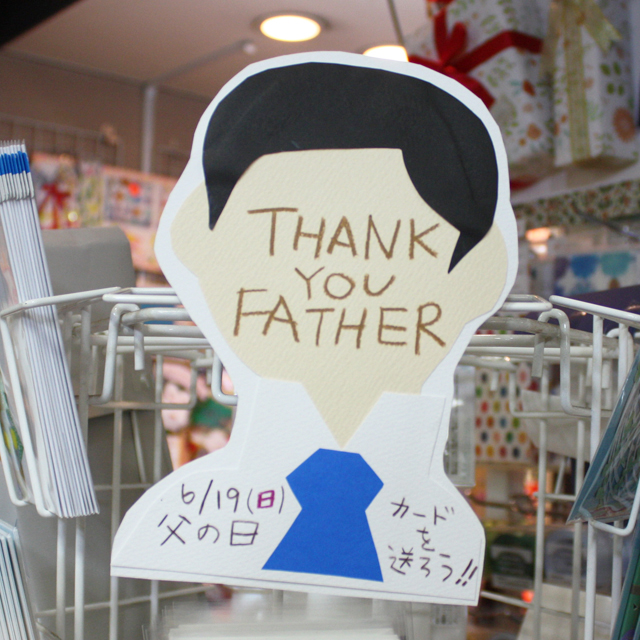 THANK
YOU
FATHER
6/19(日)
父の日
カード
を
送ろう!!